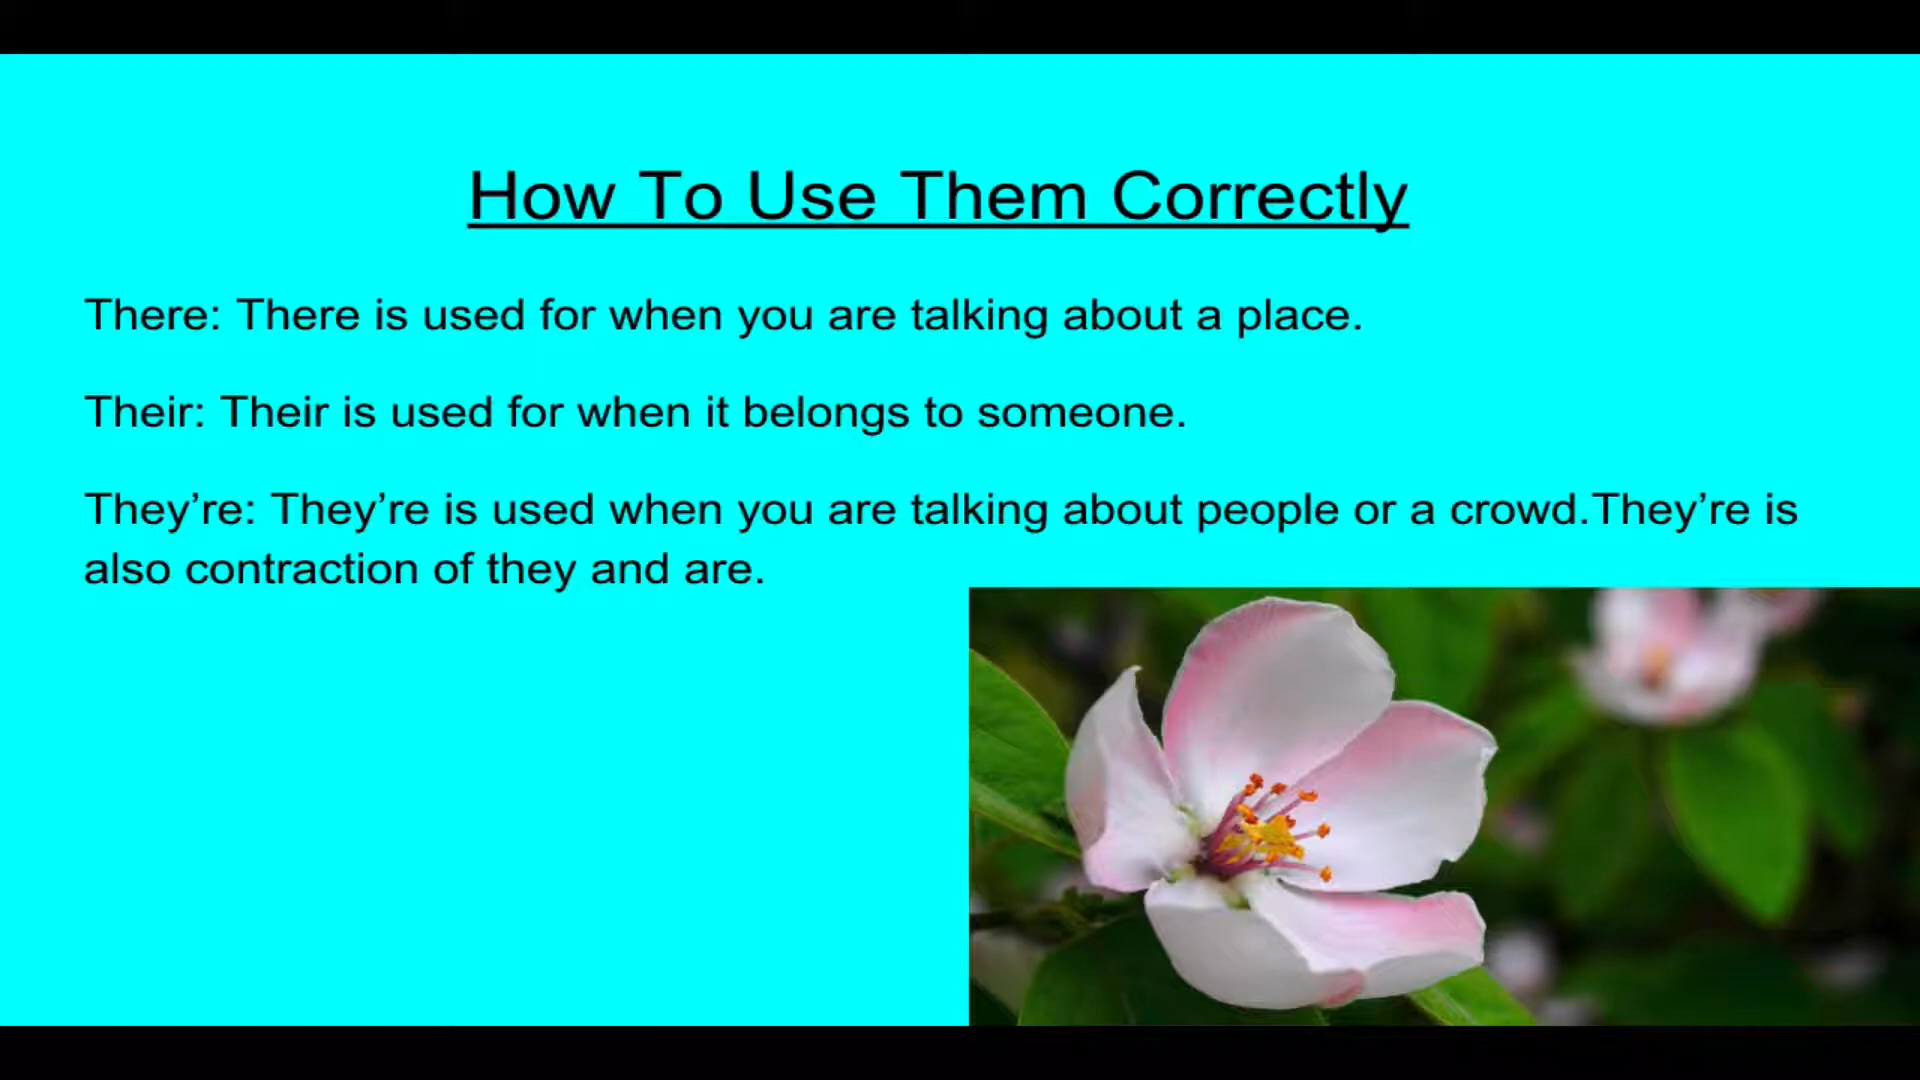 How To Use Them Correctly
There: There is used for when you are talking about a place.
Their: Their is used for when it belongs to someone.
They’re: They’re is used when you are talking about people or a crowd.They’re is
also contraction of they and are.